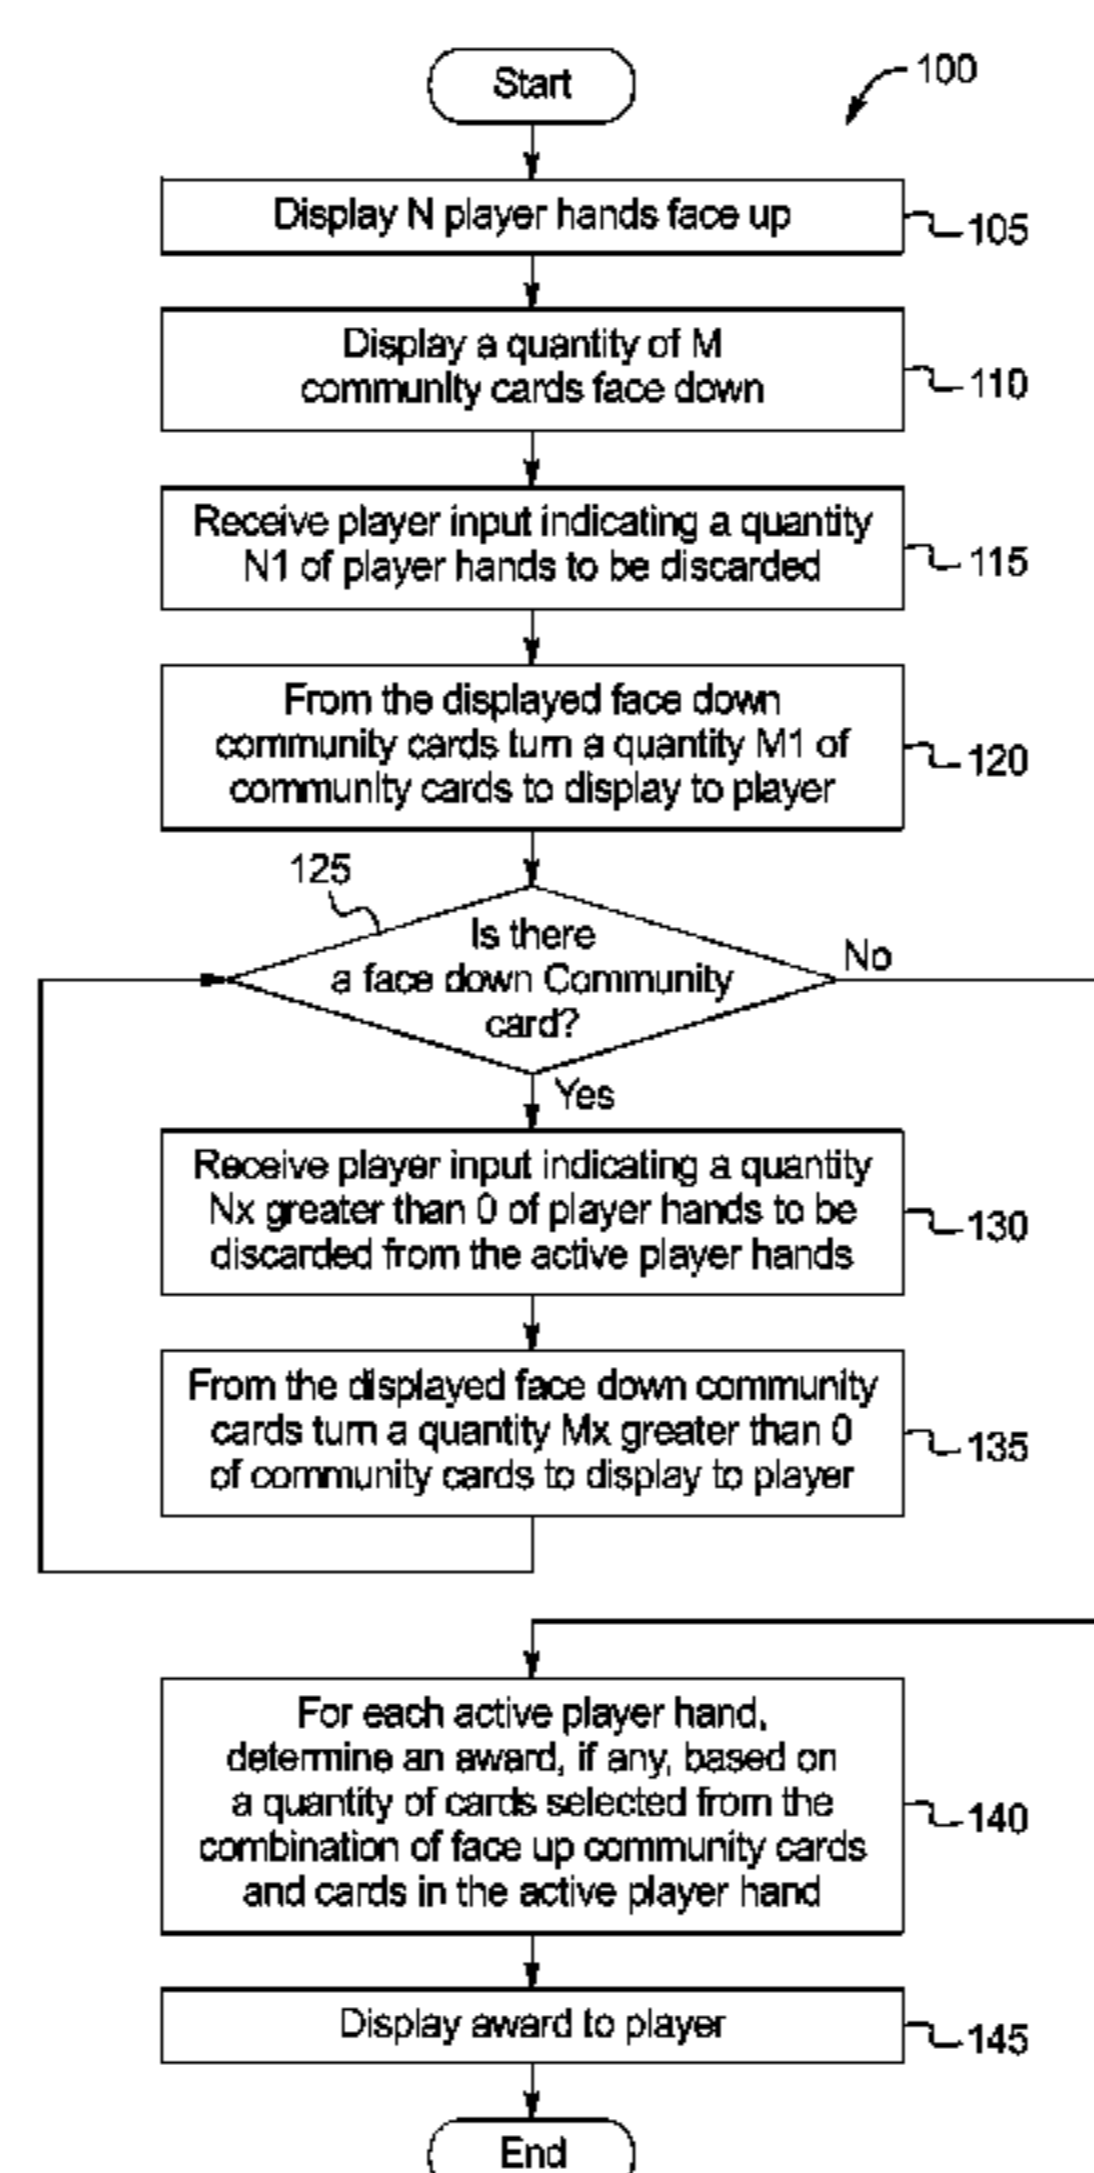 Start
100
Display N player hands face up
105
Display a quantity of M
community cards face down
110
Receive player input indicating a quantity
N1 of player hands to be discarded
115
From the displayed face down
community cards turn a quantity M1 of
community cards to display to player
120
125
Is there
a face down Community
card?
No
Yes
Receive player input indicating a quantity
Nx greater than 0 of player hands to be
discarded from the active player hands
130
From the displayed face down community
cards turn a quantity Mx greater than 0
of community cards to display to player
135
For each active player hand,
determine an award, if any, based on
a quantity of cards selected from the
combination of face up community cards
and cards in the active player hand
140
Display award to player
145
End